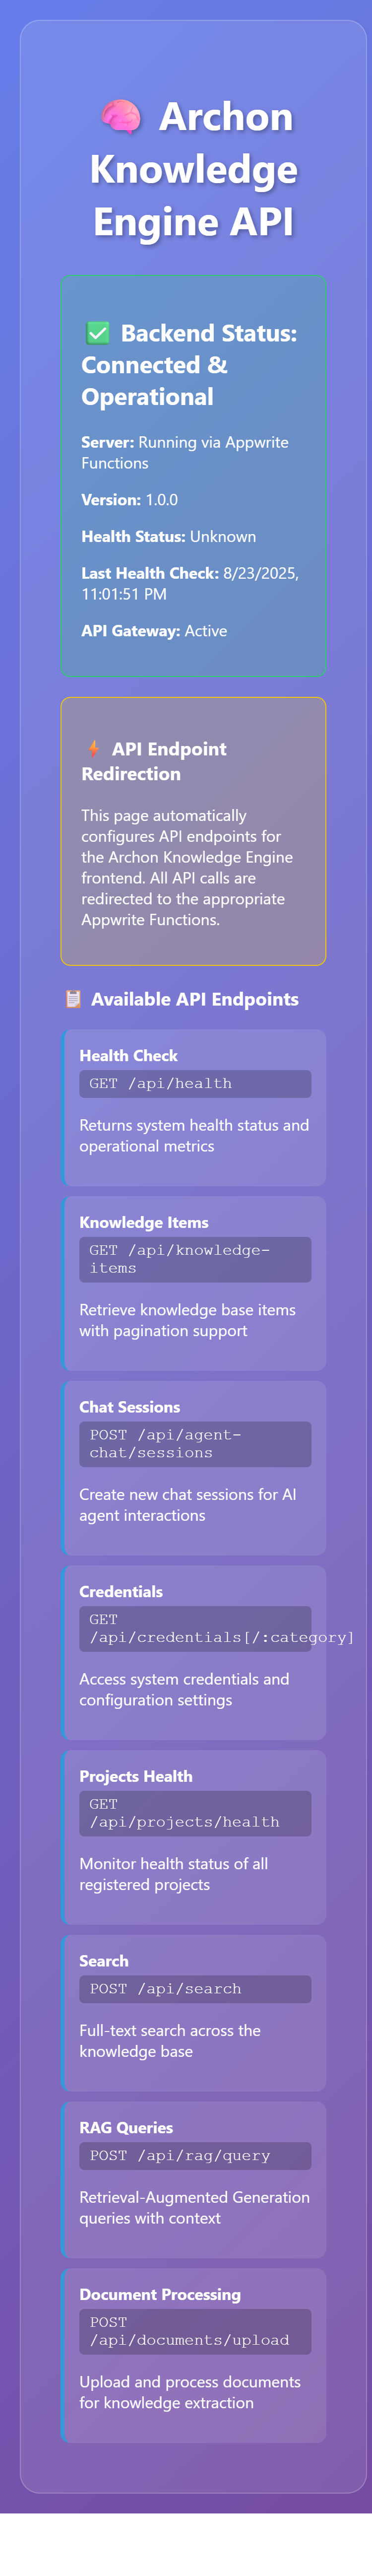 🧠 Archon
Knowledge
Engine API
✅ Backend Status:
Connected &
Operational
Server: Running via Appwrite
Functions
Version: 1.0.0
Health Status: Unknown
Last Health Check: 8/23/2025,
11:01:51 PM
API Gateway: Active
⚡ API Endpoint
Redirection
This page automatically
configures API endpoints for
the Archon Knowledge Engine
frontend. All API calls are
redirected to the appropriate
Appwrite Functions.
📋 Available API Endpoints
Health Check
GET /api/health
Returns system health status and
operational metrics
Knowledge Items
GET /api/knowledge-
items
Retrieve knowledge base items
with pagination support
Chat Sessions
POST /api/agent-
chat/sessions
Create new chat sessions for AI
agent interactions
Credentials
GET
/api/credentials[/:category]
Access system credentials and
configuration settings
Projects Health
GET
/api/projects/health
Monitor health status of all
registered projects
Search
POST /api/search
Full-text search across the
knowledge base
RAG Queries
POST /api/rag/query
Retrieval-Augmented Generation
queries with context
Document Processing
POST
/api/documents/upload
Upload and process documents
for knowledge extraction